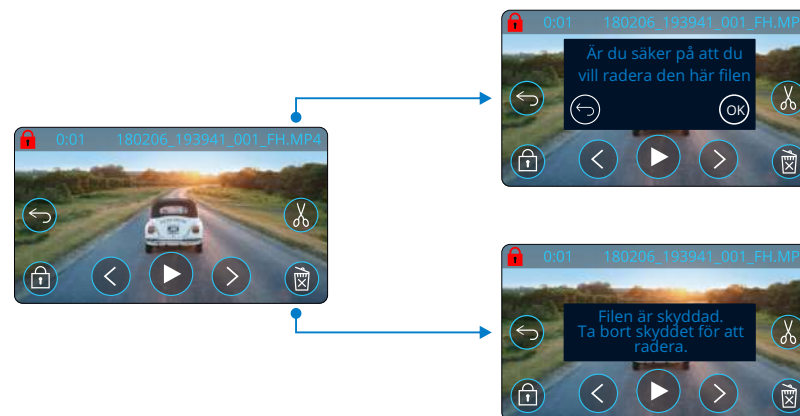 0:01 180206_193941_001_FH.MP
Är du säker på att du
vill radera den här filen
OK
0:01 180206_193941_001_FH.MP4
0:01 180206_193941_001_FH.MP
Filen är skyddad.
Ta bort skyddet för att
radera.